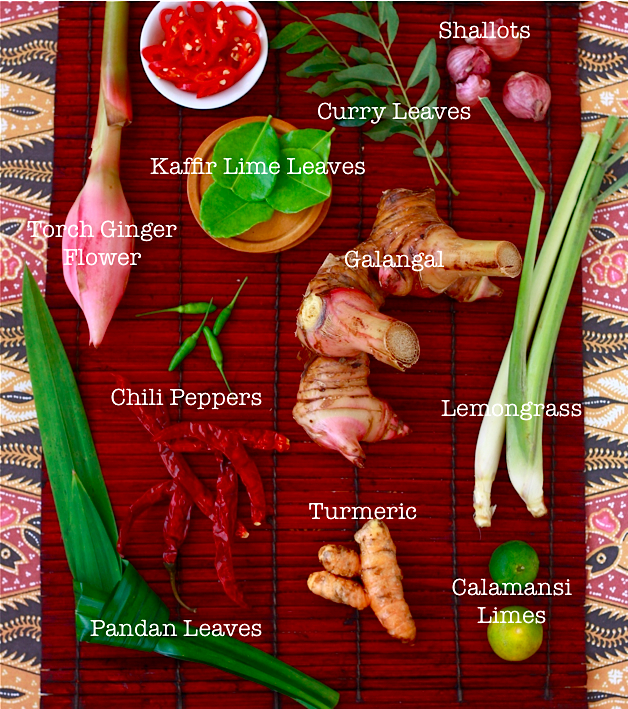 Shallots
Curry Leaves
Kaffir Lime Leaves
Torch Ginger
Flower
Galangal
Chili Peppers
Lemongrass
Turmeric
Calamansi
Limes
Pandan Leaves